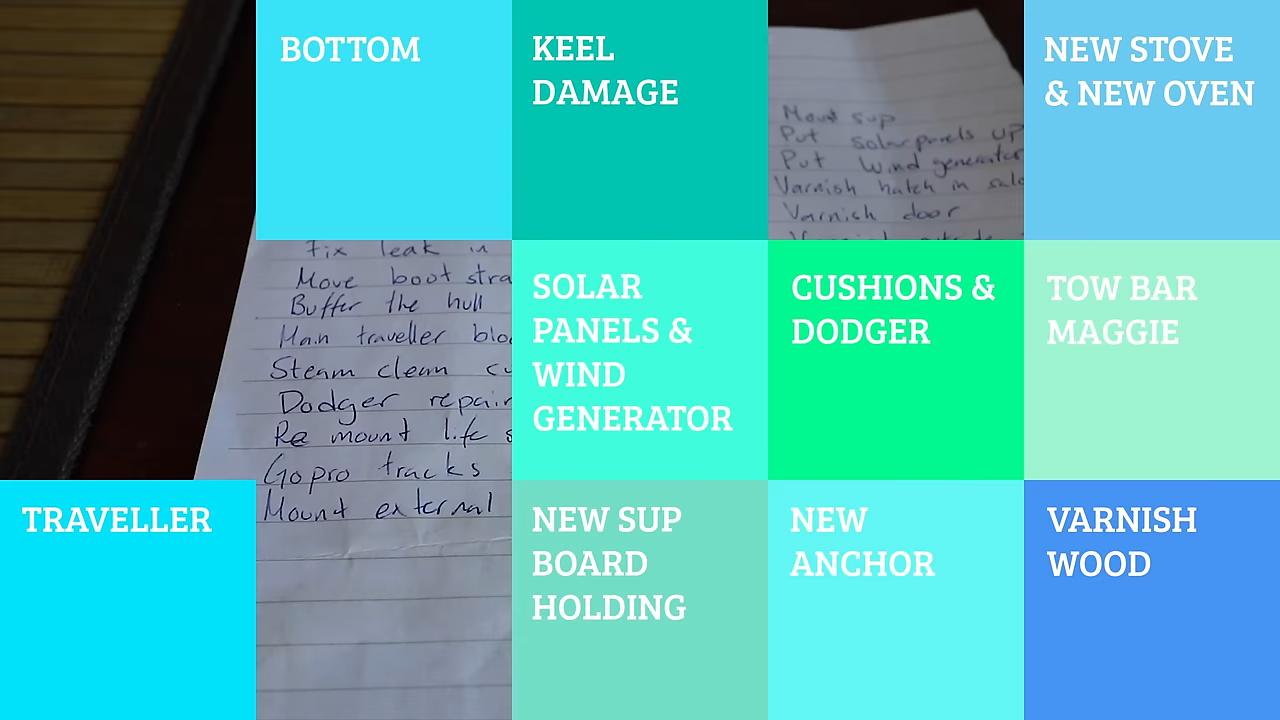 BOTTOM
KEEL
DAMAGE
Mount sup
Put solar panels up
Put Wind generator
Varnish hatch in
Varnish door
NEW STOVE
& NEW OVEN
Fix leak in
Move boot
Buffer the hull
Main traveller
Steam clean
Dodger
Re mount life
Gopro tracks
Mount external
SOLAR
PANELS &
WIND
GENERATOR
CUSHIONS &
DODGER
TOW BAR
MAGGIE
TRAVELLER
NEW SUP
BOARD
HOLDING
NEW
ANCHOR
VARNISH
WOOD